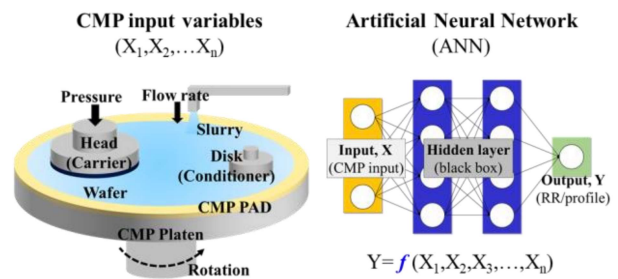 CMP input variables
(X₁,X₂,…Xₙ)
Pressure
Flow rate
Slurry
Head
(Carrier)
Disk
(Conditioner)
Wafer
CMP PAD
CMP Platen
Rotation
Artificial Neural Network
(ANN)
Input, X
(CMP input)
Hidden layer
(black box)
Output, Y
(RR/profile)
Y=f(X₁,X₂,X₃,…,Xₙ)